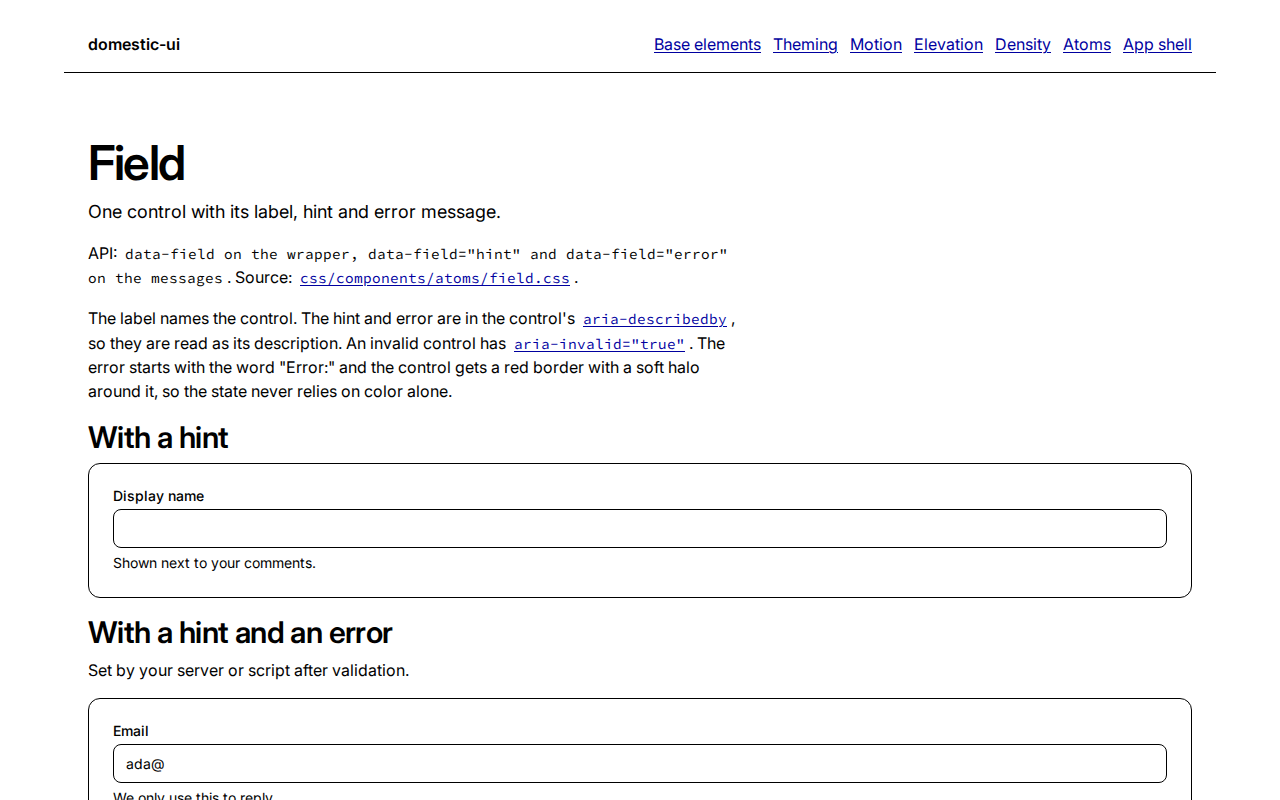 domestic-ui
Base elements Theming Motion Elevation Density Atoms App shell
Field
One control with its label, hint and error message.
API: data-field on the wrapper, data-field="hint" and data-field="error"
on the messages. Source: css/components/atoms/field.css.
The label names the control. The hint and error are in the control's aria-describedby,
so they are read as its description. An invalid control has aria-invalid="true". The
error starts with the word "Error:" and the control gets a red border with a soft halo
around it, so the state never relies on color alone.
With a hint
Display name
Shown next to your comments.
With a hint and an error
Set by your server or script after validation.
Email
ada@
We only use this to reply.